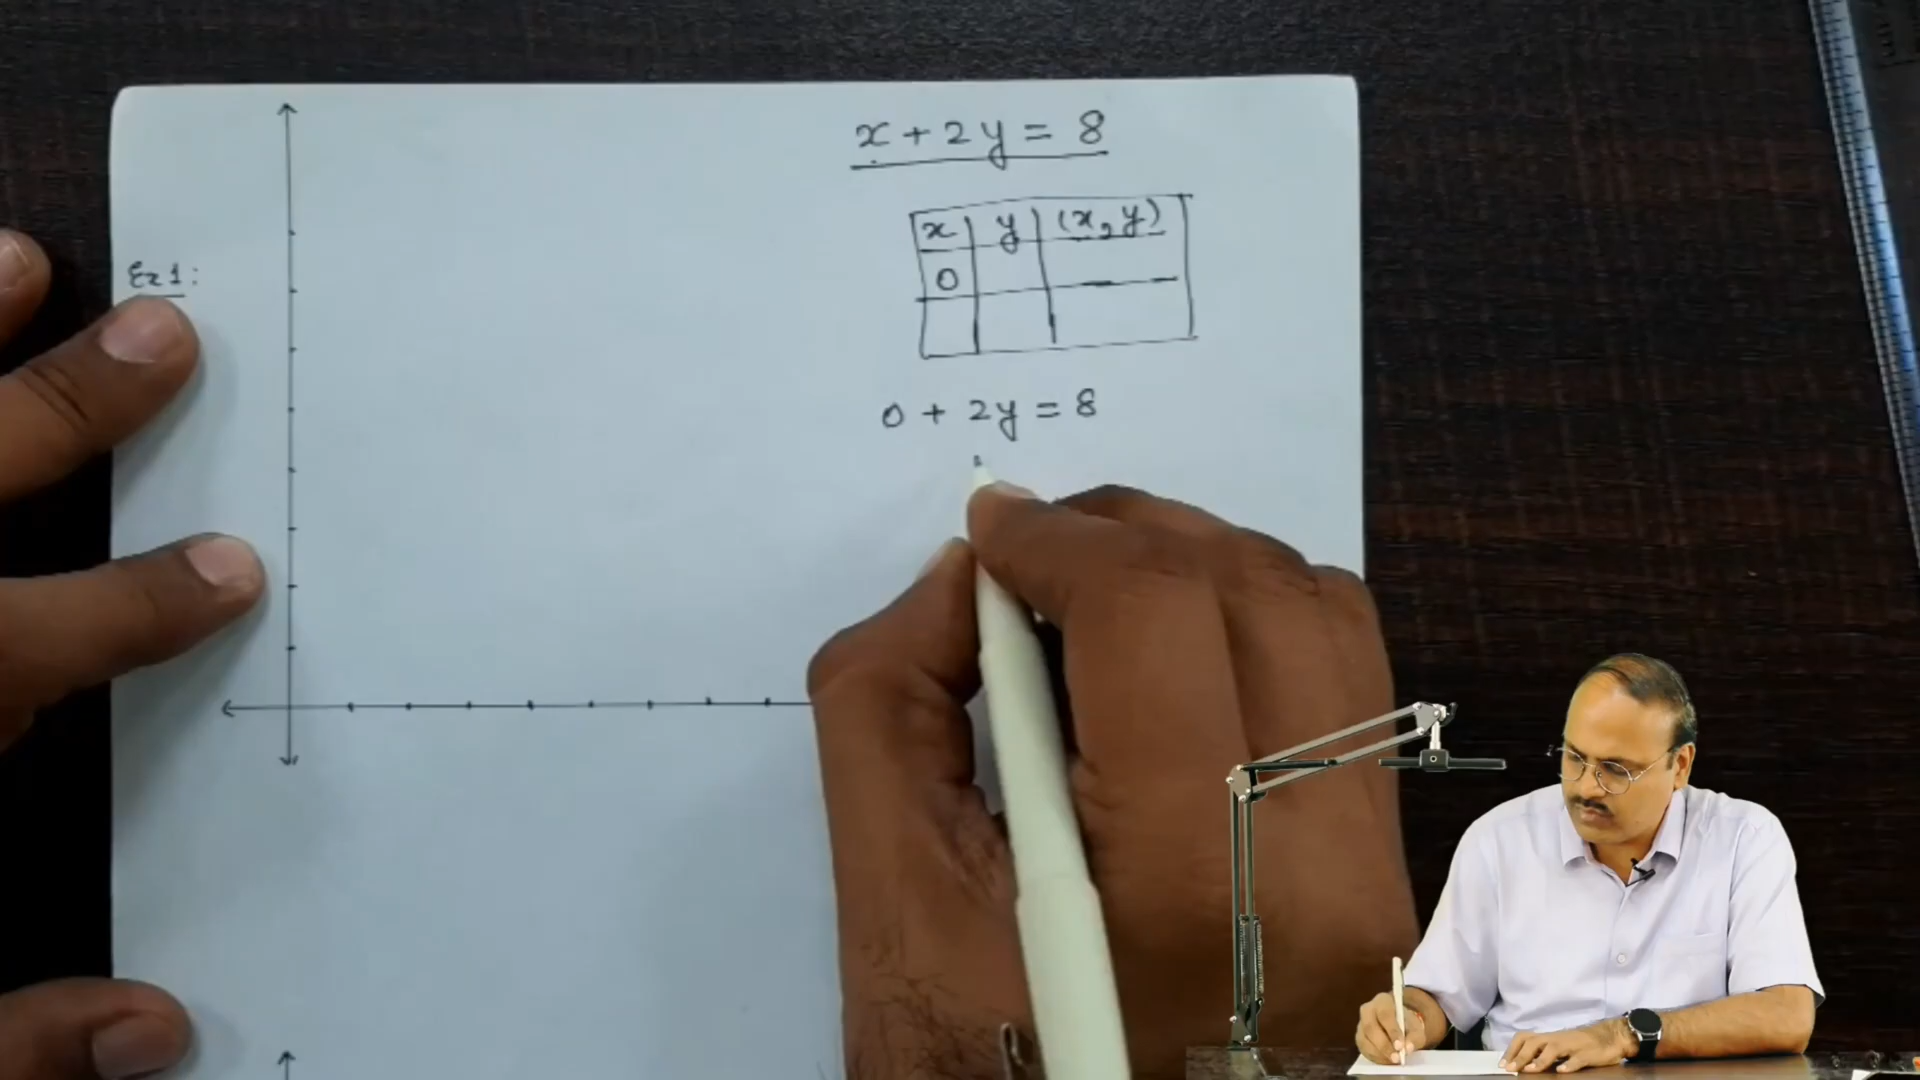 x + 2y = 8
x y (x, y)
0
Ex 1:
0 + 2y = 8